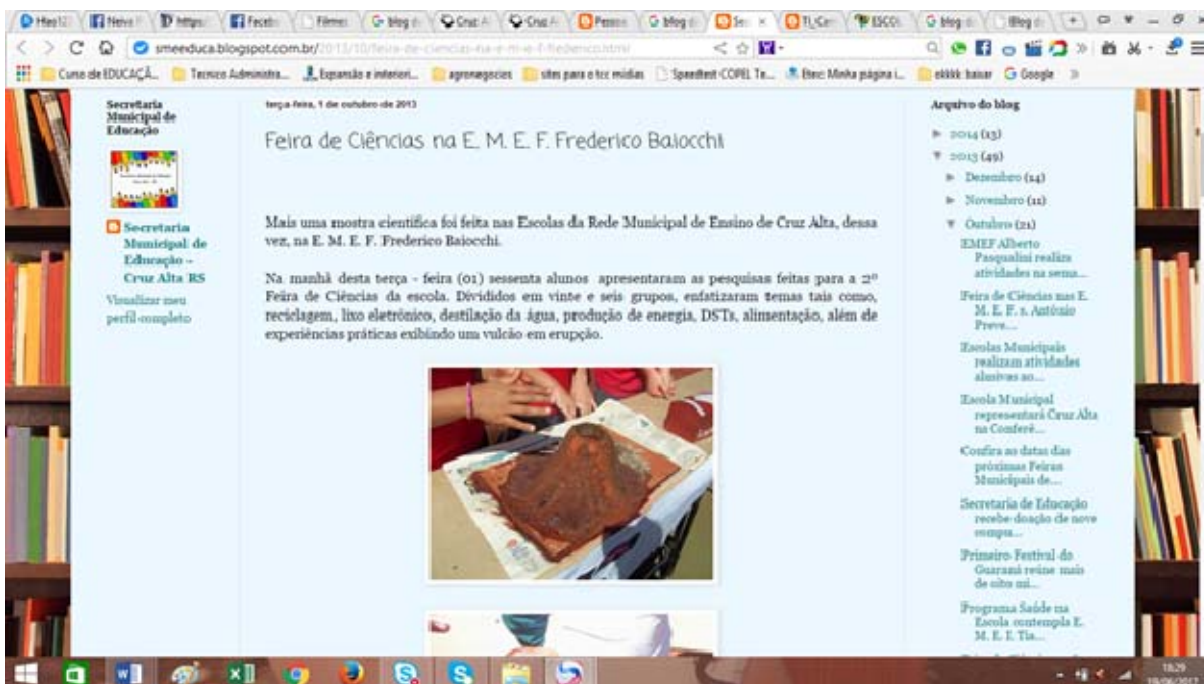 Neiva
Filmes
smeeduca.blogspot.com.br/2013/10/feira-de-ciencias-na-e-m-e-f-frederico.html
Curso de EDUCAÇÃ...
Tecnico Administra...
Expansão e interiori...
agronegocios
sites para o tec midias
Speedtest COPEL Te...
Etec: Minha página i...
Google
Secretaria
Municipal de
Educação
Secretaria
Municipal de
Educação -
Cruz Alta RS
Visualizar meu
perfil completo
terça-feira, 1 de outubro de 2013
Feira de Ciências na E. M. E. F. Frederico Baiocchi
Mais uma mostra científica foi feita nas Escolas da Rede Municipal de Ensino de Cruz Alta, dessa
vez, na E. M. E. F. Frederico Baiocchi.
Na manhã desta terça - feira (01) sessenta alunos apresentaram as pesquisas feitas para a 2º
Feira de Ciências da escola. Divididos em vinte e seis grupos, enfatizaram temas tais como,
reciclagem, lixo eletrônico, destilação da água, produção de energia, DSTs, alimentação, além de
experiências práticas exibindo um vulcão em erupção.
Arquivo do blog
► 2014 (13)
▼ 2013 (49)
► Dezembro (14)
► Novembro (11)
▼ Outubro (21)
EMEF Alberto
Pasqualini realiza
atividades na sema...
Feira de Ciências nas E.
M. E. F. s. Antônio
Preve...
Escolas Municipais
realizam atividades
alusivas ao...
Escola Municipal
representará Cruz Alta
na Conferê...
Confira as datas das
próximas Feiras
Municipais de...
Secretaria de Educação
recebe doação de nove
compu...
Primeiro Festival do
Guaraná reúne mais
de oito mi...
Programa Saúde na
Escola contempla E.
M. E. I. Tia...
18:29
19/06/2017